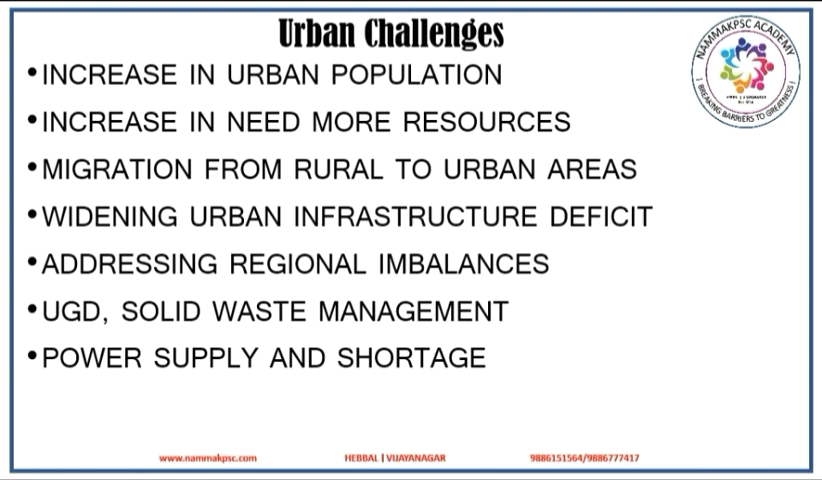 Urban Challenges
NAMMAKPSC ACADEMY
BREAKING BARRIERS TO GREATNESS!
•INCREASE IN URBAN POPULATION
•INCREASE IN NEED MORE RESOURCES
•MIGRATION FROM RURAL TO URBAN AREAS
•WIDENING URBAN INFRASTRUCTURE DEFICIT
•ADDRESSING REGIONAL IMBALANCES
•UGD, SOLID WASTE MANAGEMENT
•POWER SUPPLY AND SHORTAGE
www.nammakpsc.com HEBBAL | VIJAYANAGAR 9886151564/9886777417